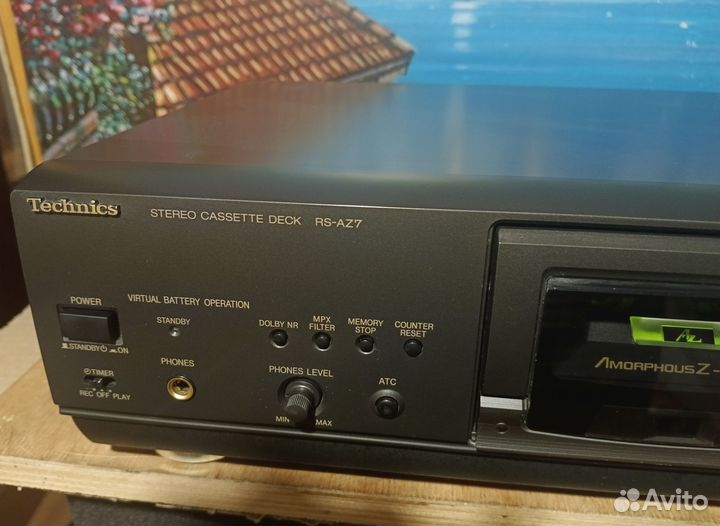 Technics
STEREO CASSETTE DECK RS-AZ7
POWER
STANDBY ON
VIRTUAL BATTERY OPERATION
STANDBY
DOLBY NR
MPX
FILTER
MEMORY
STOP
COUNTER
RESET
TIMER
REC OFF PLAY
PHONES
PHONES LEVEL
MIN MAX
ATC
AMORPHOUS Z-
Avito